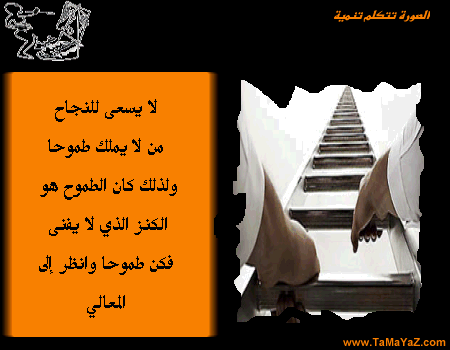 الصورة تتكلم تنمية
لا يسعى للنجاح
من لا يملك طموحا
ولذلك كان الطموح هو
الكنز الذي لا يفنى
فكن طموحا وانظر إلى
المعالي
www.TaMaYaZ.Com